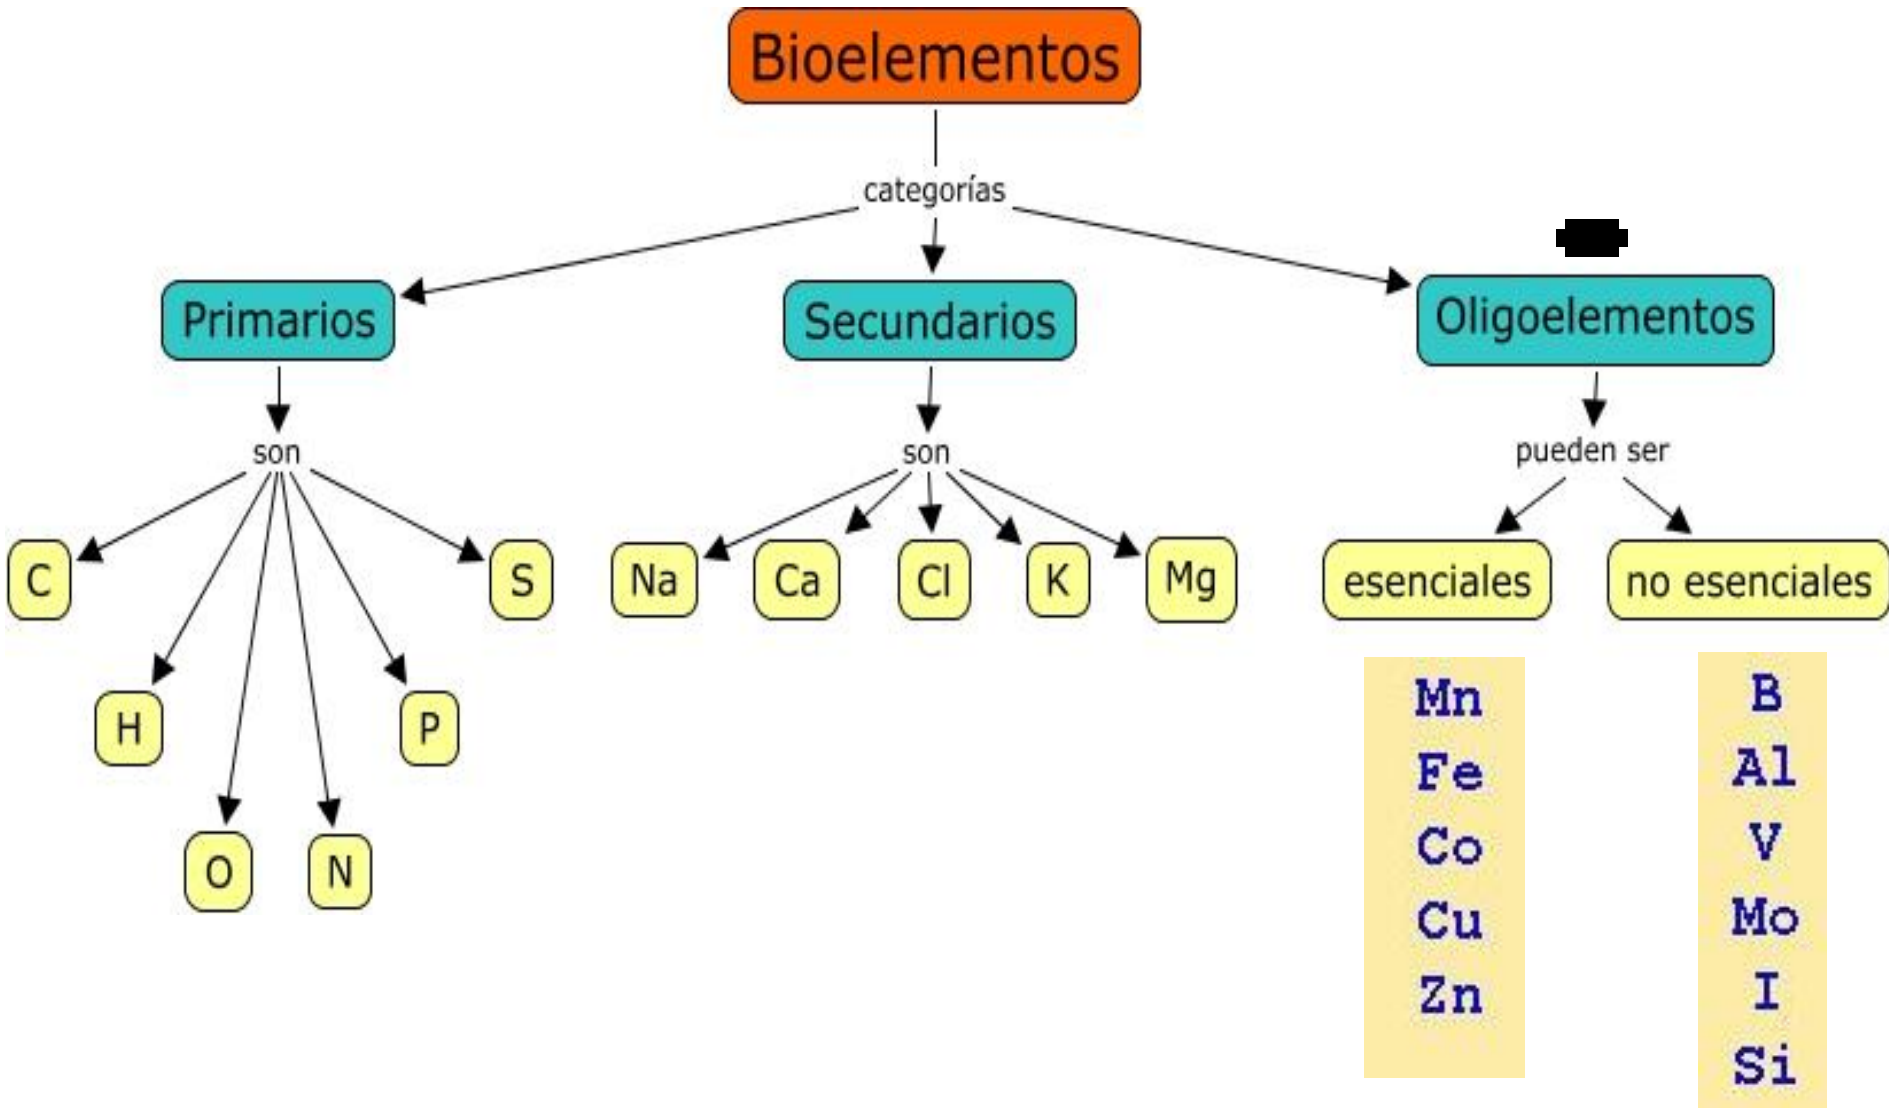 Bioelementos
categorías
Primarios
Secundarios
Oligoelementos
son
son
pueden ser
C
H
O
N
P
S
Na
Ca
Cl
K
Mg
esenciales
no esenciales
Mn
Fe
Co
Cu
Zn
B
Al
V
Mo
I
Si